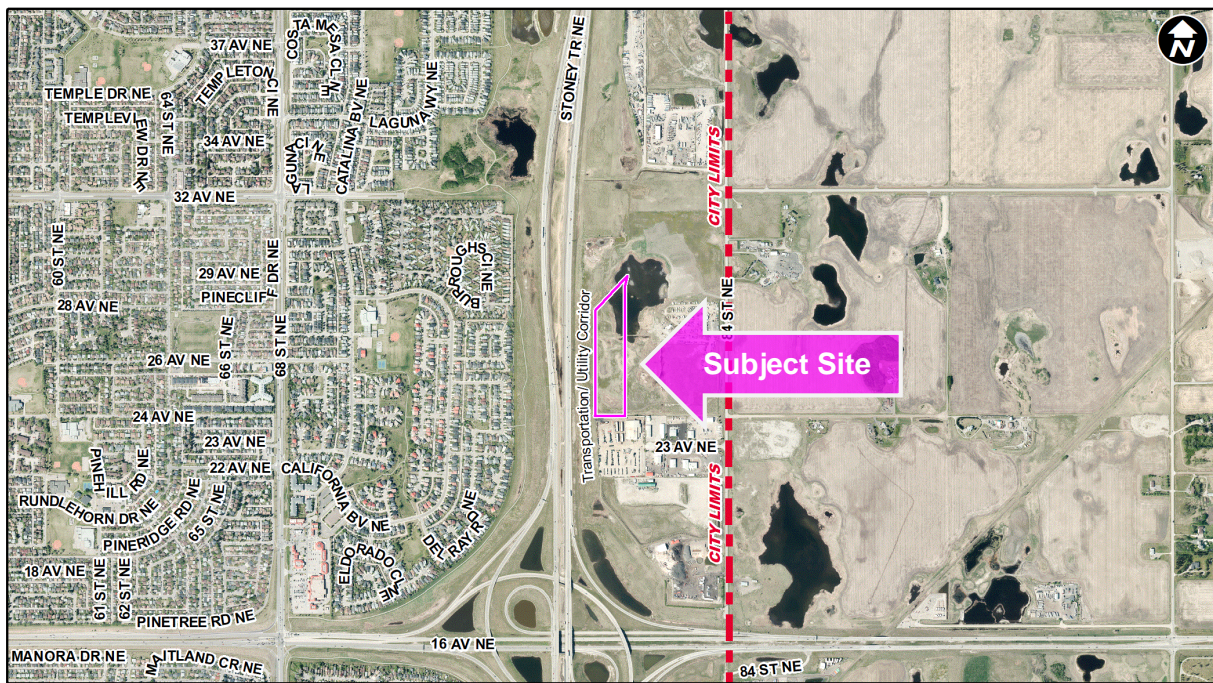 N
37 AV NE
COSTA MESA CL NE
TEMPLETON CI NE
STONEY TR NE
TEMPLE DR NE
64 ST NE
CATALINA BV NE
LAGUNA WY NE
TEMPLEVIEW DR NE
34 AV NE
LAGUNA CI NE
CITY LIMITS
32 AV NE
60 ST NE
29 AV NE
PINECLIFF DR NE
BURROUGHS CI NE
28 AV NE
Transportation / Utility Corridor
84 ST NE
66 ST NE
68 ST NE
26 AV NE
Subject Site
24 AV NE
23 AV NE
23 AV NE
22 AV NE
PINEHILL RD NE
CALIFORNIA BV NE
CITY LIMITS
RUNDLEHORN DR NE
PINERIDGE RD NE
65 ST NE
DEL RAY RD NE
ELDORADO CL NE
18 AV NE
61 ST NE
62 ST NE
PINETREE RD NE
16 AV NE
MANORA DR NE
MAITLAND CR NE
84 ST NE